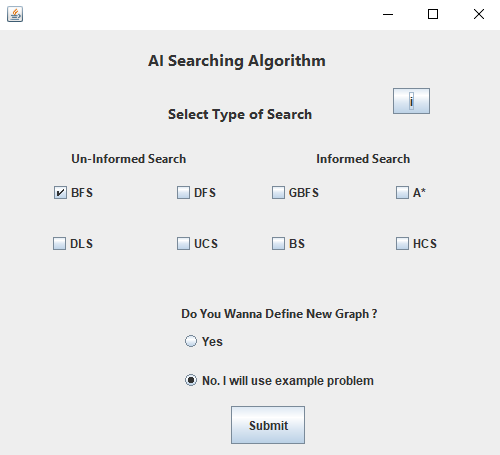 AI Searching Algorithm
i
Select Type of Search
Un-Informed Search Informed Search
BFS DFS GBFS A*
DLS UCS BS HCS
Do You Wanna Define New Graph ?
Yes
No. I will use example problem
Submit